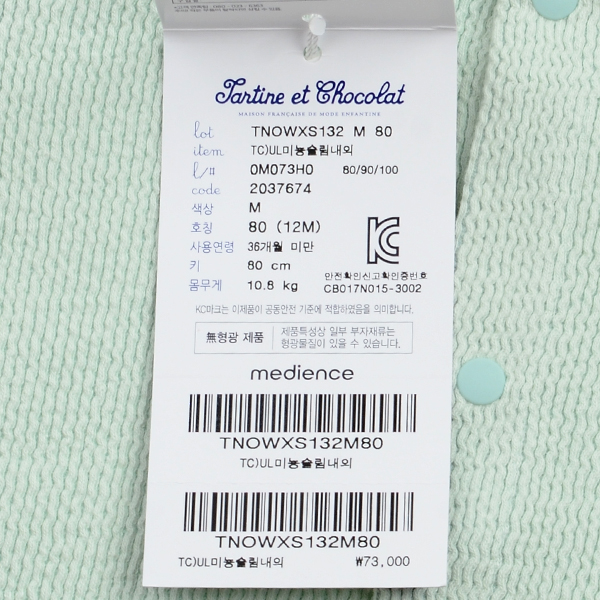 Tartine et Chocolat
MAISON FRANÇAISE DE MODE ENFANTINE
lot TNOWXS132 M 80
item TC)UL미농슬림내의
l/# 0M073H0 80/90/100
code 2037674
색상 M
호칭 80 (12M)
사용연령 36개월 미만
키 80 cm
몸무게 10.8 kg
안전확인신고확인증번호
CB017N015-3002
KC마크는 이제품이 공통안전 기준에 적합하였음을 의미합니다.
無형광 제품
제품특성상 일부 부자재류는
형광물질이 있을 수 있습니다.
medience
TNOWXS132M80
TC)UL미농슬림내의
TNOWXS132M80
TC)UL미농슬림내의 ₩73,000